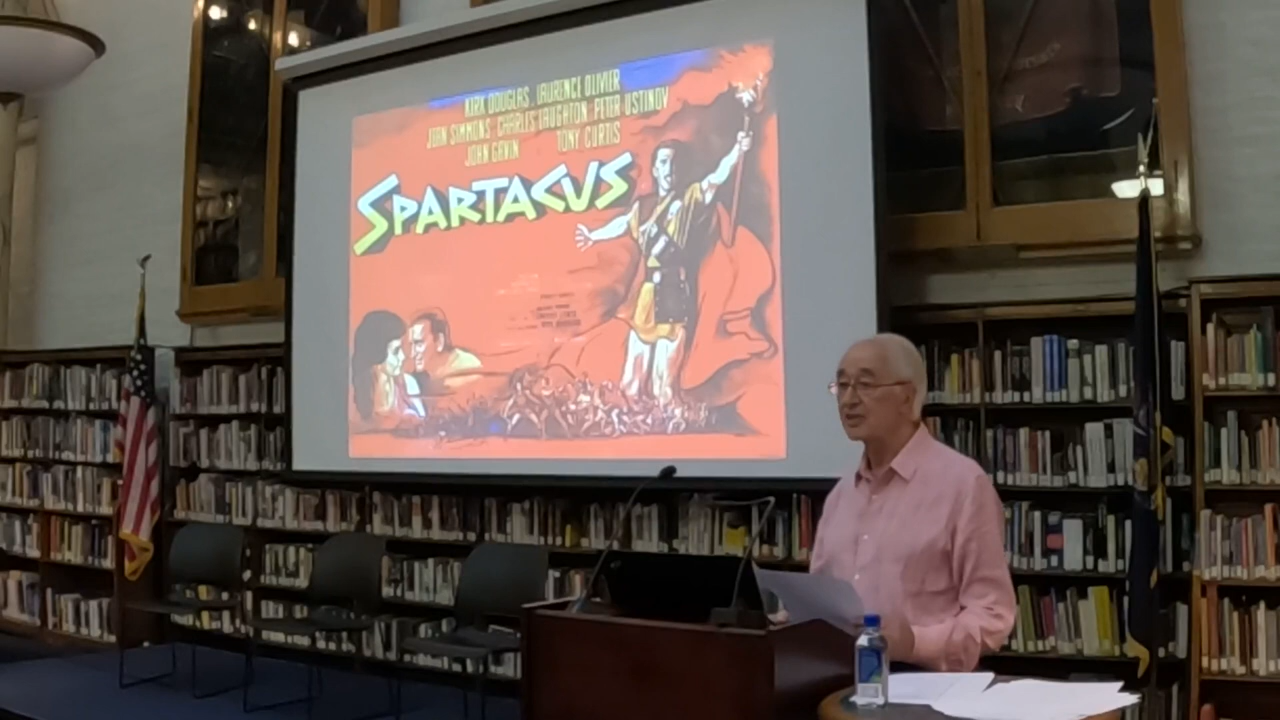 KIRK DOUGLAS · LAURENCE OLIVIER
JEAN SIMMONS · CHARLES LAUGHTON · PETER USTINOV
JOHN GAVIN TONY CURTIS
SPARTACUS